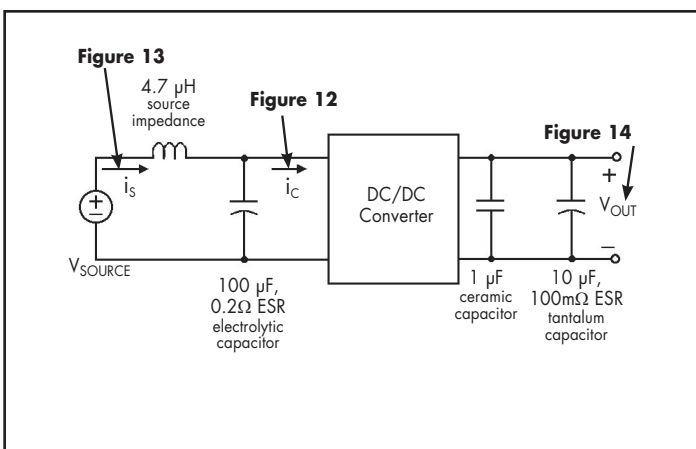 Figure 13
4.7 µH
source
impedance
Figure 12
Figure 14
iS
iC
DC/DC
Converter
+
VOUT
–
+
–
VSOURCE
100 µF,
0.2Ω ESR
electrolytic
capacitor
1 µF
ceramic
capacitor
10 µF,
100mΩ ESR
tantalum
capacitor